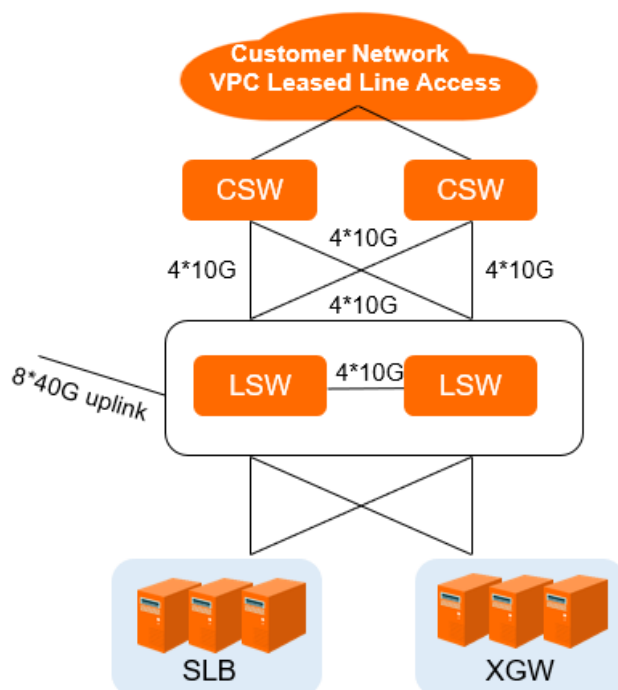 Customer Network
VPC Leased Line Access
CSW
CSW
4*10G
4*10G
4*10G
4*10G
8*40G uplink
LSW
4*10G
LSW
SLB
XGW